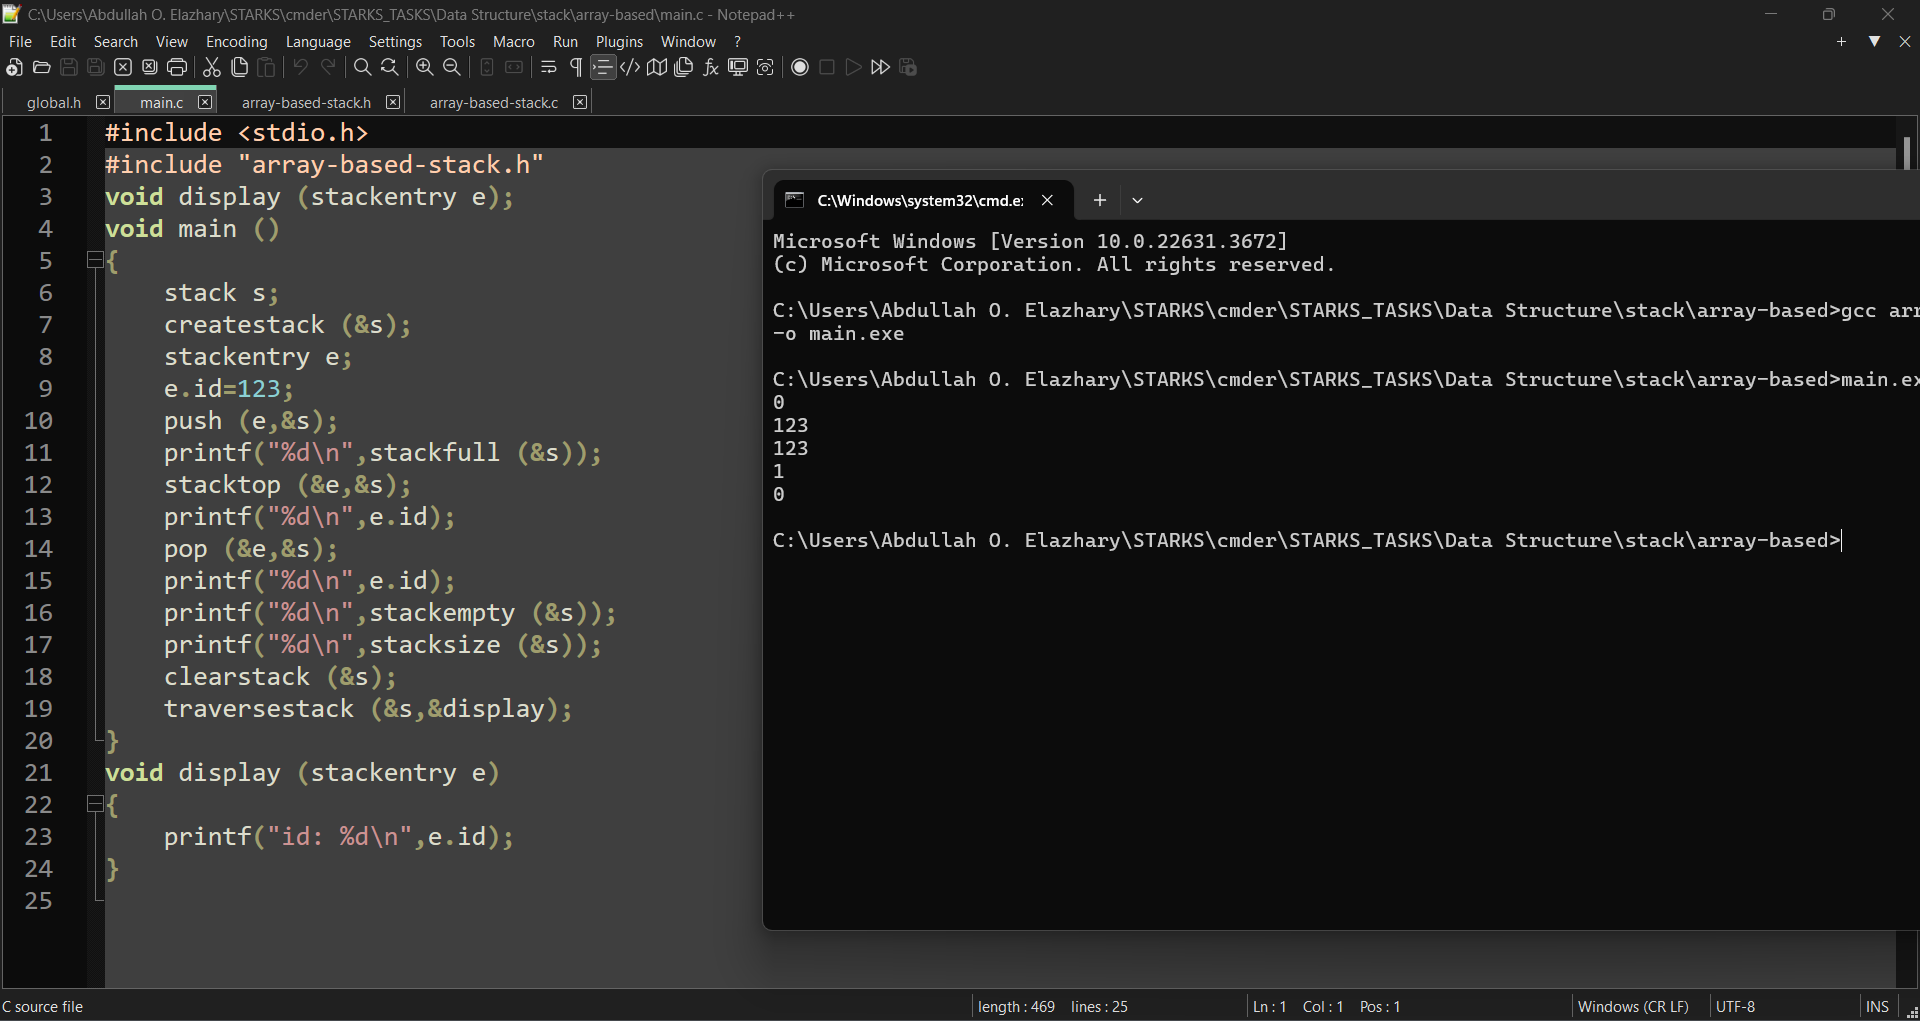 C:\Users\Abdullah O. Elazhary\STARKS\cmder\STARKS_TASKS\Data Structure\stack\array-based\main.c - Notepad++
File Edit Search View Encoding Language Settings Tools Macro Run Plugins Window ?
global.h main.c array-based-stack.h array-based-stack.c
1 #include <stdio.h>
2 #include "array-based-stack.h"
3 void display (stackentry e);
4 void main ()
5 {
6 stack s;
7 createstack (&s);
8 stackentry e;
9 e.id=123;
10 push (e,&s);
11 printf("%d\n",stackfull (&s));
12 stacktop (&e,&s);
13 printf("%d\n",e.id);
14 pop (&e,&s);
15 printf("%d\n",e.id);
16 printf("%d\n",stackempty (&s));
17 printf("%d\n",stacksize (&s));
18 clearstack (&s);
19 traversestack (&s,&display);
20 }
21 void display (stackentry e)
22 {
23 printf("id: %d\n",e.id);
24 }
25
C:\Windows\system32\cmd.e
Microsoft Windows [Version 10.0.22631.3672]
(c) Microsoft Corporation. All rights reserved.
C:\Users\Abdullah O. Elazhary\STARKS\cmder\STARKS_TASKS\Data Structure\stack\array-based>gcc arr
-o main.exe
C:\Users\Abdullah O. Elazhary\STARKS\cmder\STARKS_TASKS\Data Structure\stack\array-based>main.ex
0
123
123
1
0
C:\Users\Abdullah O. Elazhary\STARKS\cmder\STARKS_TASKS\Data Structure\stack\array-based>
C source file length : 469 lines : 25 Ln : 1 Col : 1 Pos : 1 Windows (CR LF) UTF-8 INS